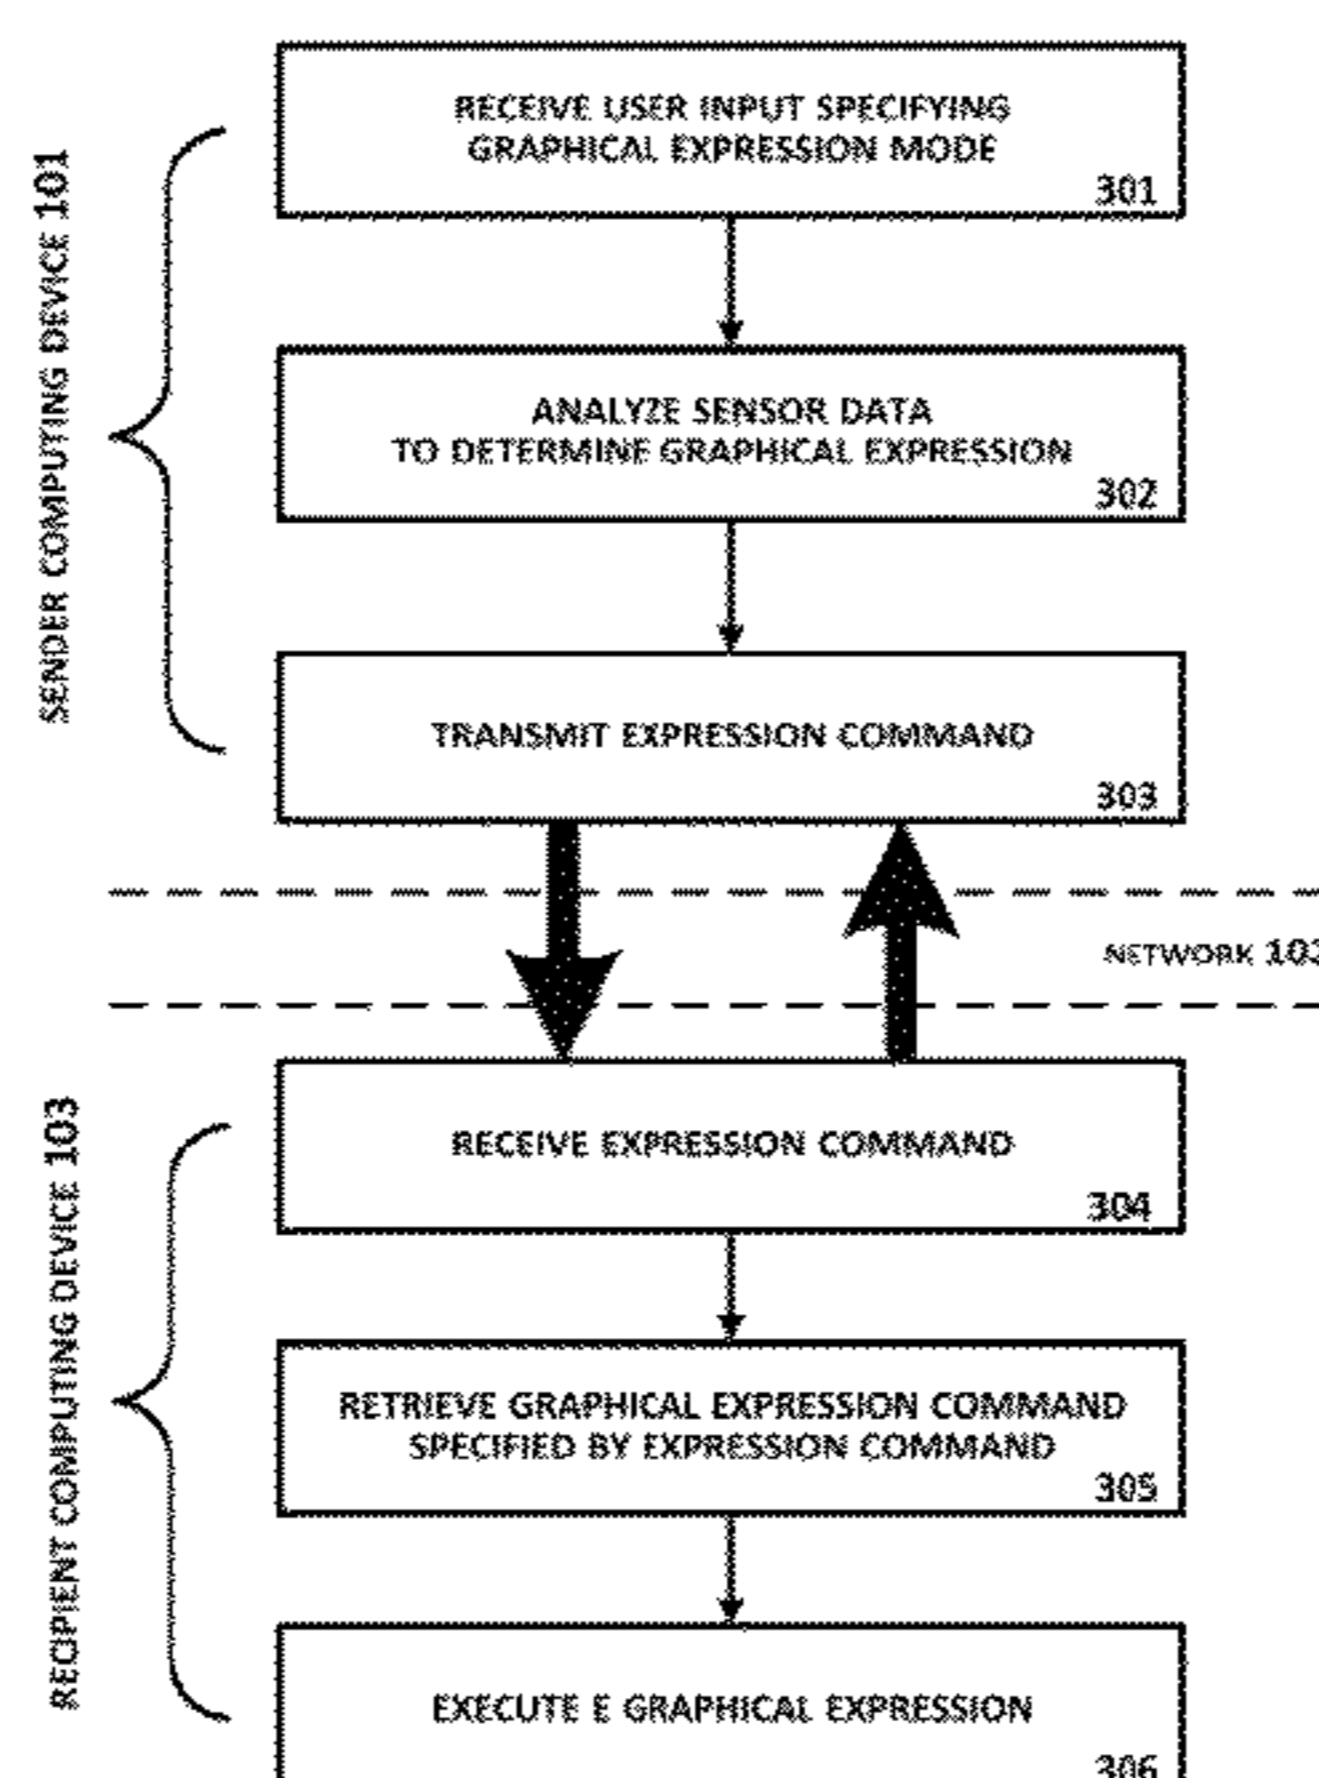 RECEIVE USER INPUT SPECIFYING
GRAPHICAL EXPRESSION MODE
301
SENDER COMPUTING DEVICE 101
ANALYZE SENSOR DATA
TO DETERMINE GRAPHICAL EXPRESSION
302
TRANSMIT EXPRESSION COMMAND
303
NETWORK 102
RECEIVE EXPRESSION COMMAND
304
RECIPIENT COMPUTING DEVICE 103
RETRIEVE GRAPHICAL EXPRESSION COMMAND
SPECIFIED BY EXPRESSION COMMAND
305
EXECUTE E GRAPHICAL EXPRESSION
306